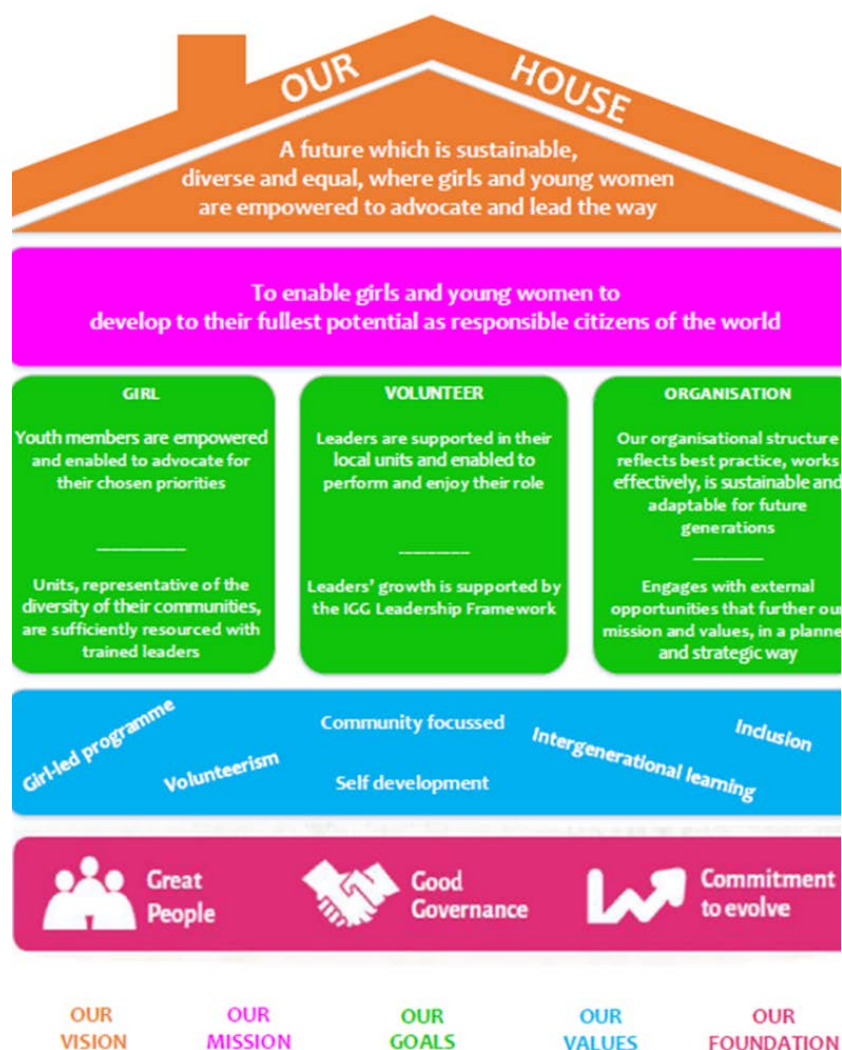 OUR HOUSE
A future which is sustainable,
diverse and equal, where girls and young women
are empowered to advocate and lead the way
To enable girls and young women to
develop to their fullest potential as responsible citizens of the world
GIRL
Youth members are empowered
and enabled to advocate for
their chosen priorities
Units, representative of the
diversity of their communities,
are sufficiently resourced with
trained leaders
VOLUNTEER
Leaders are supported in their
local units and enabled to
perform and enjoy their role
Leaders' growth is supported by
the IGG Leadership Framework
ORGANISATION
Our organisational structure
reflects best practice, works
effectively, is sustainable and
adaptable for future
generations
Engages with external
opportunities that further our
mission and values, in a planne
and strategic way
Girl-led programme
Volunteerism
Community focussed
Self development
Intergenerational learning
Inclusion
Great
People
Good
Governance
Commitment
to evolve
OUR
VISION
OUR
MISSION
OUR
GOALS
OUR
VALUES
OUR
FOUNDATION